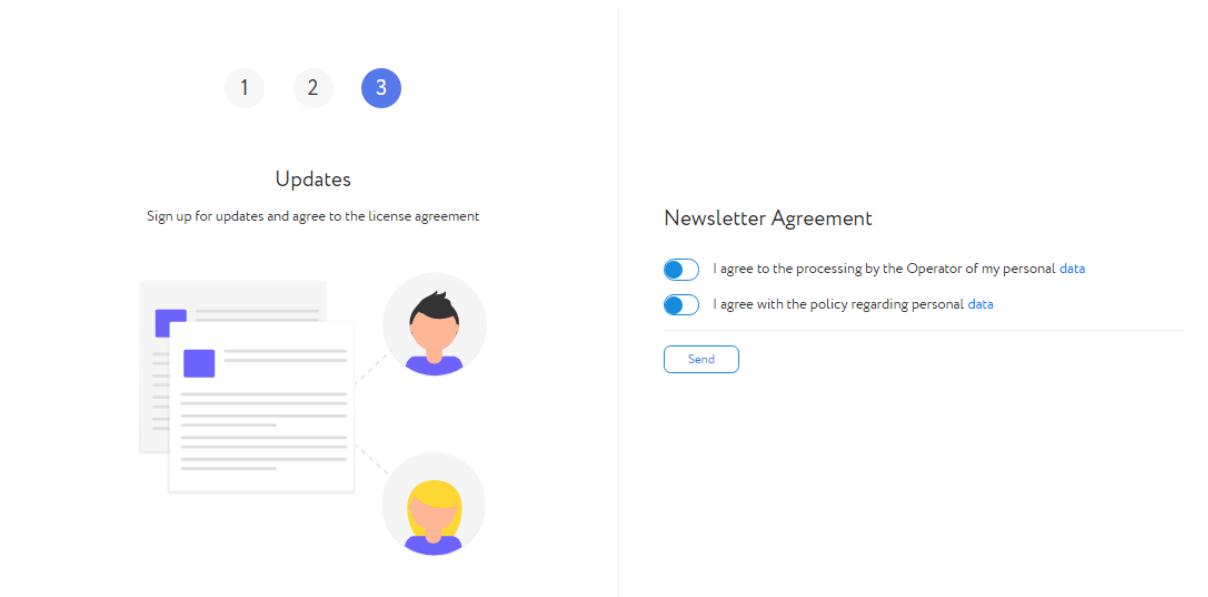 1 2 3
Updates
Sign up for updates and agree to the license agreement
Newsletter Agreement
I agree to the processing by the Operator of my personal data
I agree with the policy regarding personal data
Send